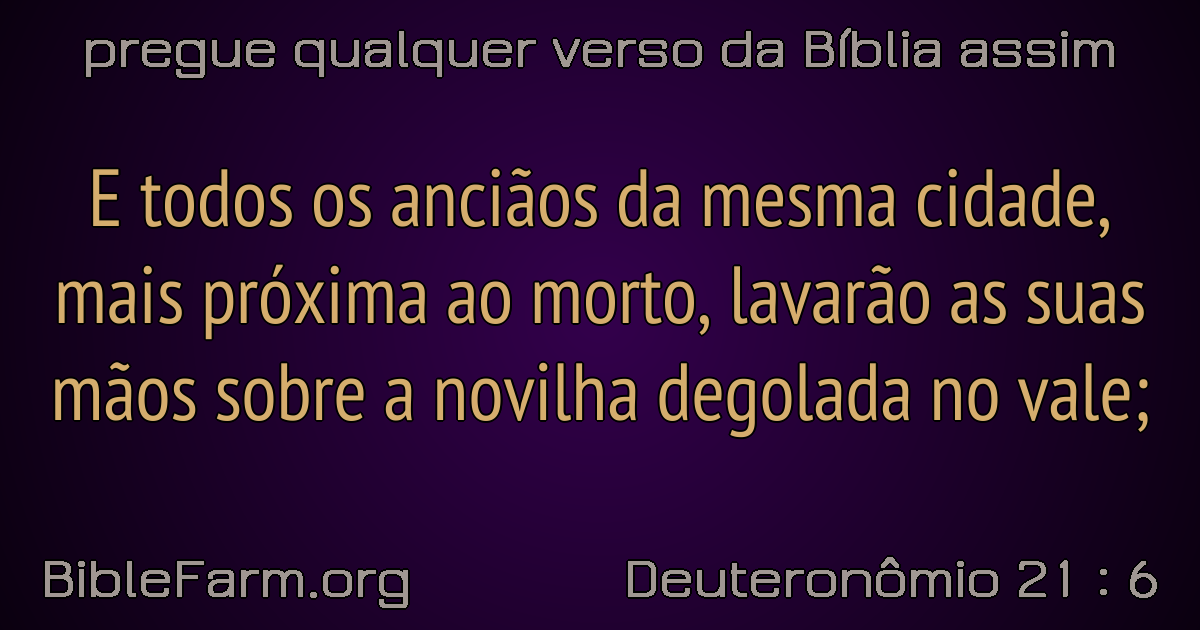 pregue qualquer verso da Bíblia assim
E todos os anciãos da mesma cidade,
mais próxima ao morto, lavarão as suas
mãos sobre a novilha degolada no vale;
BibleFarm.org
Deuteronômio 21 : 6